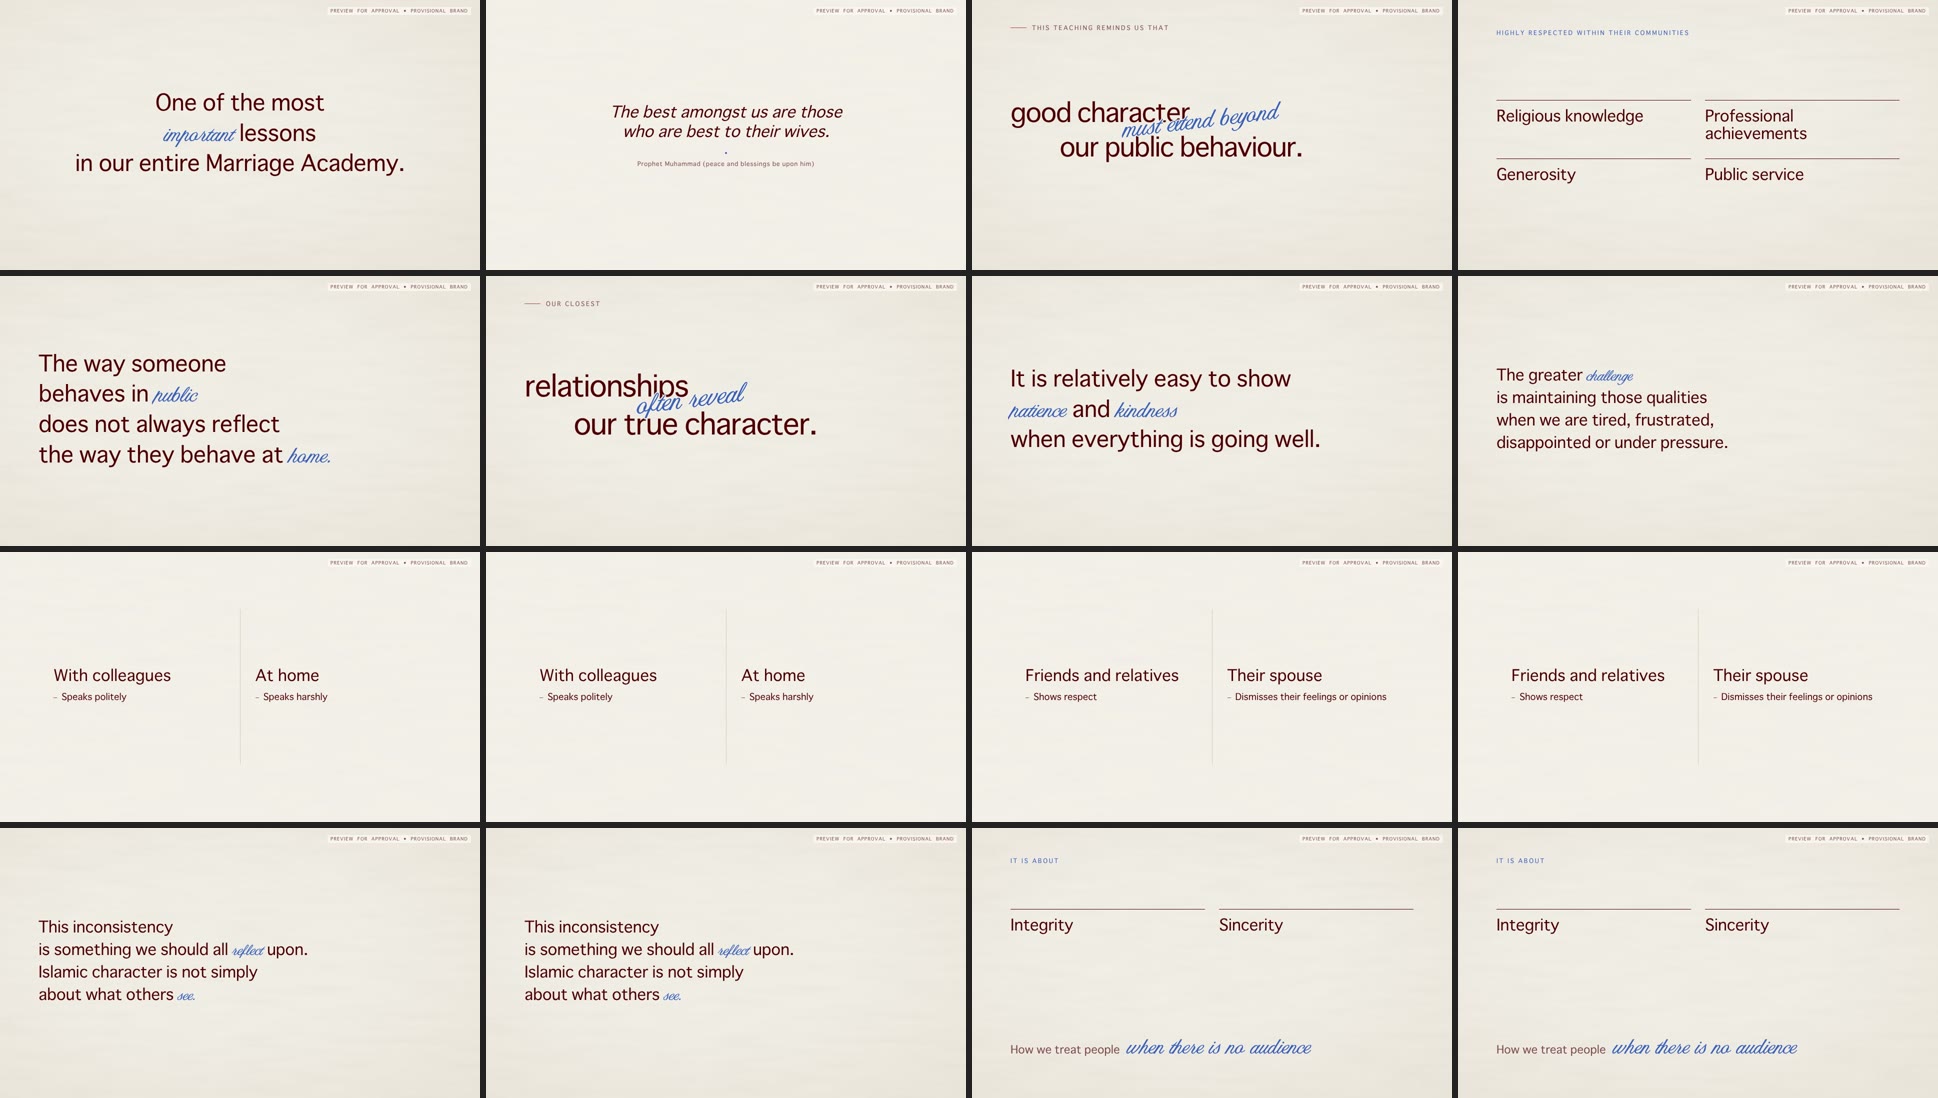 PREVIEW FOR APPROVAL • PROVISIONAL BRAND
One of the most
important lessons
in our entire Marriage Academy.
PREVIEW FOR APPROVAL • PROVISIONAL BRAND
The best amongst us are those
who are best to their wives.
Prophet Muhammad (peace and blessings be upon him)
PREVIEW FOR APPROVAL • PROVISIONAL BRAND
THIS TEACHING REMINDS US THAT
good character
must extend beyond
our public behaviour.
PREVIEW FOR APPROVAL • PROVISIONAL BRAND
HIGHLY RESPECTED WITHIN THEIR COMMUNITIES
Religious knowledge
Professional
achievements
Generosity
Public service
PREVIEW FOR APPROVAL • PROVISIONAL BRAND
The way someone
behaves in public
does not always reflect
the way they behave at home.
PREVIEW FOR APPROVAL • PROVISIONAL BRAND
OUR CLOSEST
relationships
often reveal
our true character.
PREVIEW FOR APPROVAL • PROVISIONAL BRAND
It is relatively easy to show
patience and kindness
when everything is going well.
PREVIEW FOR APPROVAL • PROVISIONAL BRAND
The greater challenge
is maintaining those qualities
when we are tired, frustrated,
disappointed or under pressure.
PREVIEW FOR APPROVAL • PROVISIONAL BRAND
With colleagues
– Speaks politely
At home
– Speaks harshly
PREVIEW FOR APPROVAL • PROVISIONAL BRAND
With colleagues
– Speaks politely
At home
– Speaks harshly
PREVIEW FOR APPROVAL • PROVISIONAL BRAND
Friends and relatives
– Shows respect
Their spouse
– Dismisses their feelings or opinions
PREVIEW FOR APPROVAL • PROVISIONAL BRAND
Friends and relatives
– Shows respect
Their spouse
– Dismisses their feelings or opinions
PREVIEW FOR APPROVAL • PROVISIONAL BRAND
This inconsistency
is something we should all reflect upon.
Islamic character is not simply
about what others see.
PREVIEW FOR APPROVAL • PROVISIONAL BRAND
This inconsistency
is something we should all reflect upon.
Islamic character is not simply
about what others see.
PREVIEW FOR APPROVAL • PROVISIONAL BRAND
IT IS ABOUT
Integrity
Sincerity
How we treat people when there is no audience
PREVIEW FOR APPROVAL • PROVISIONAL BRAND
IT IS ABOUT
Integrity
Sincerity
How we treat people when there is no audience